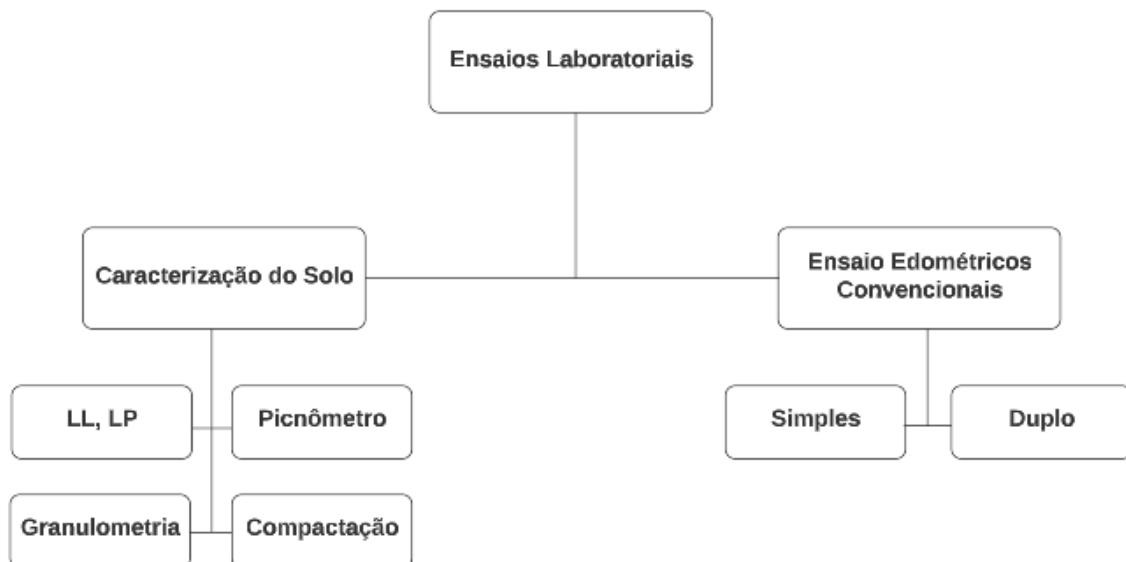 Ensaios Laboratoriais
Caracterização do Solo
Ensaio Edométricos
Convencionais
LL, LP
Picnômetro
Simples
Duplo
Granulometria
Compactação